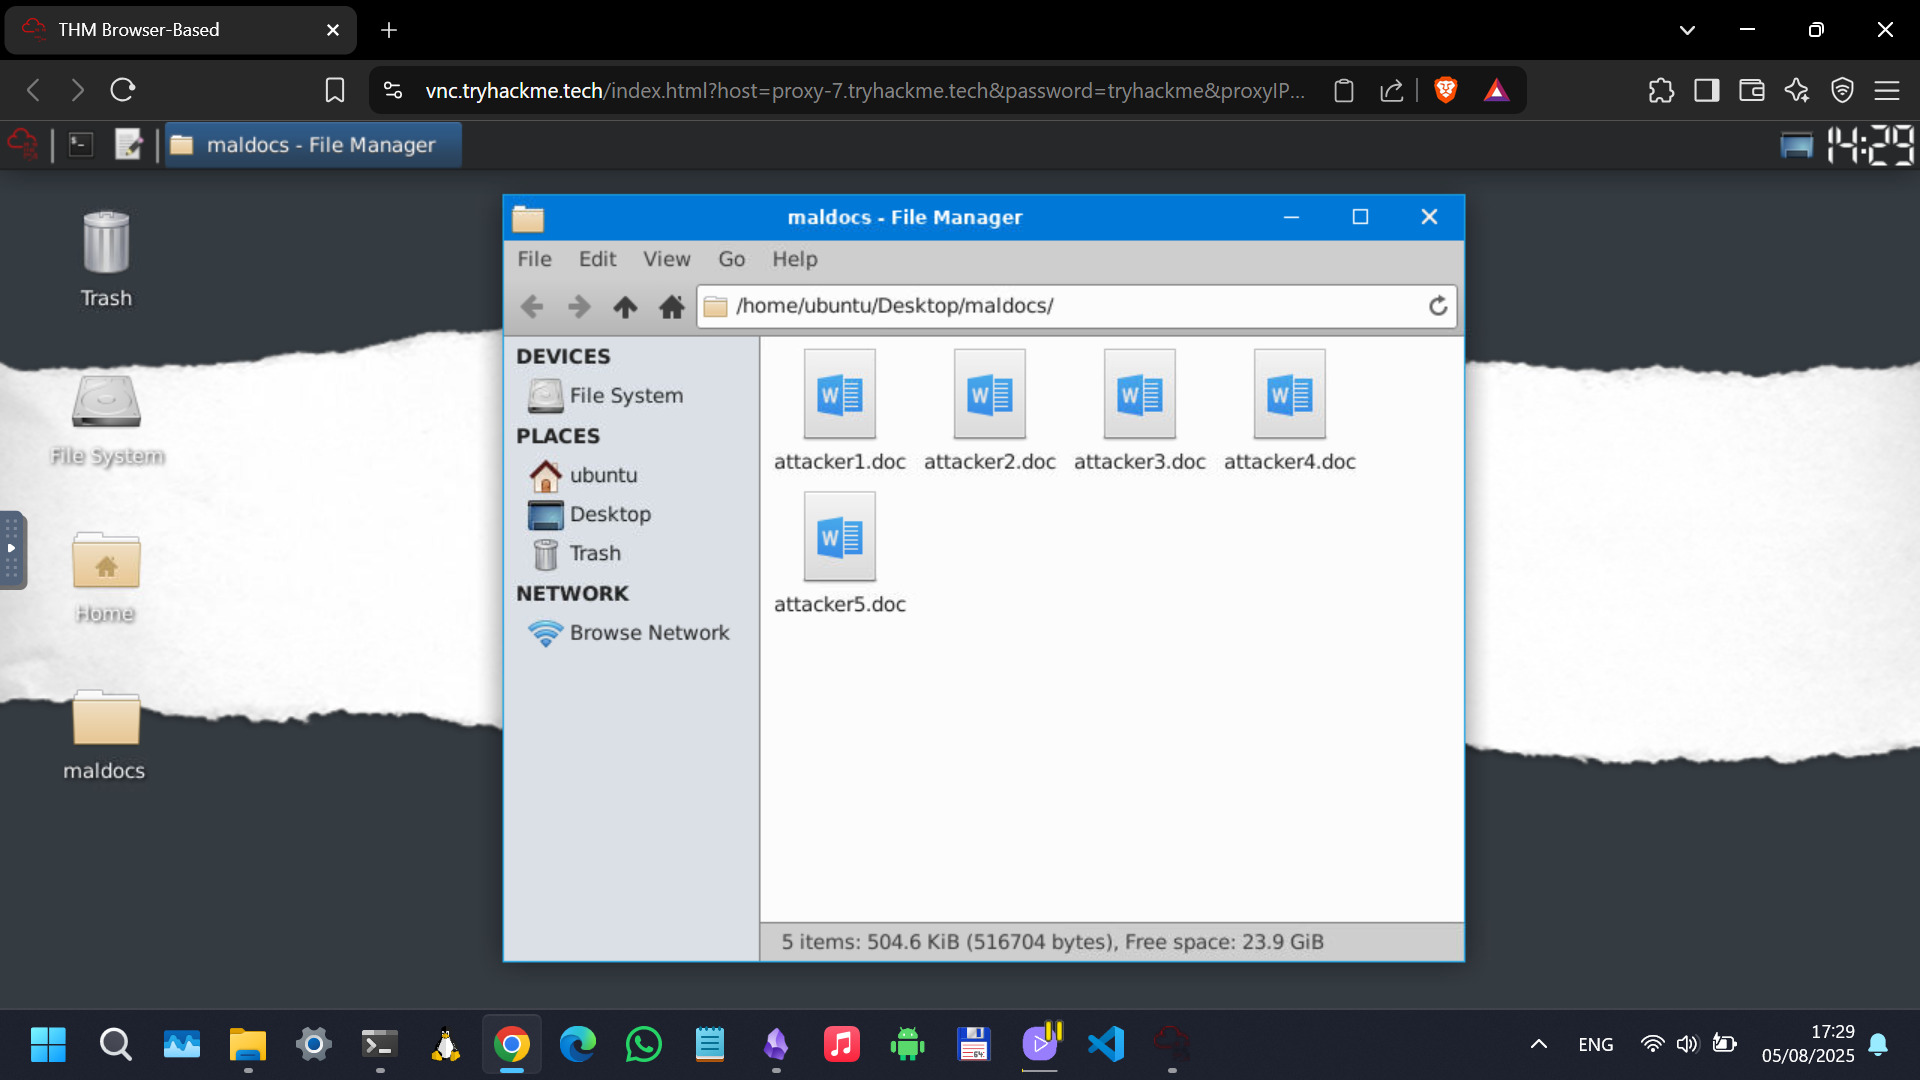 THM Browser-Based
vnc.tryhackme.tech/index.html?host=proxy-7.tryhackme.tech&password=tryhackme&proxyIP...
maldocs - File Manager
14:29
Trash
File System
Home
maldocs
maldocs - File Manager
File Edit View Go Help
/home/ubuntu/Desktop/maldocs/
DEVICES
File System
PLACES
ubuntu
Desktop
Trash
NETWORK
Browse Network
attacker1.doc attacker2.doc attacker3.doc attacker4.doc
attacker5.doc
5 items: 504.6 KiB (516704 bytes), Free space: 23.9 GiB
ENG
17:29
05/08/2025